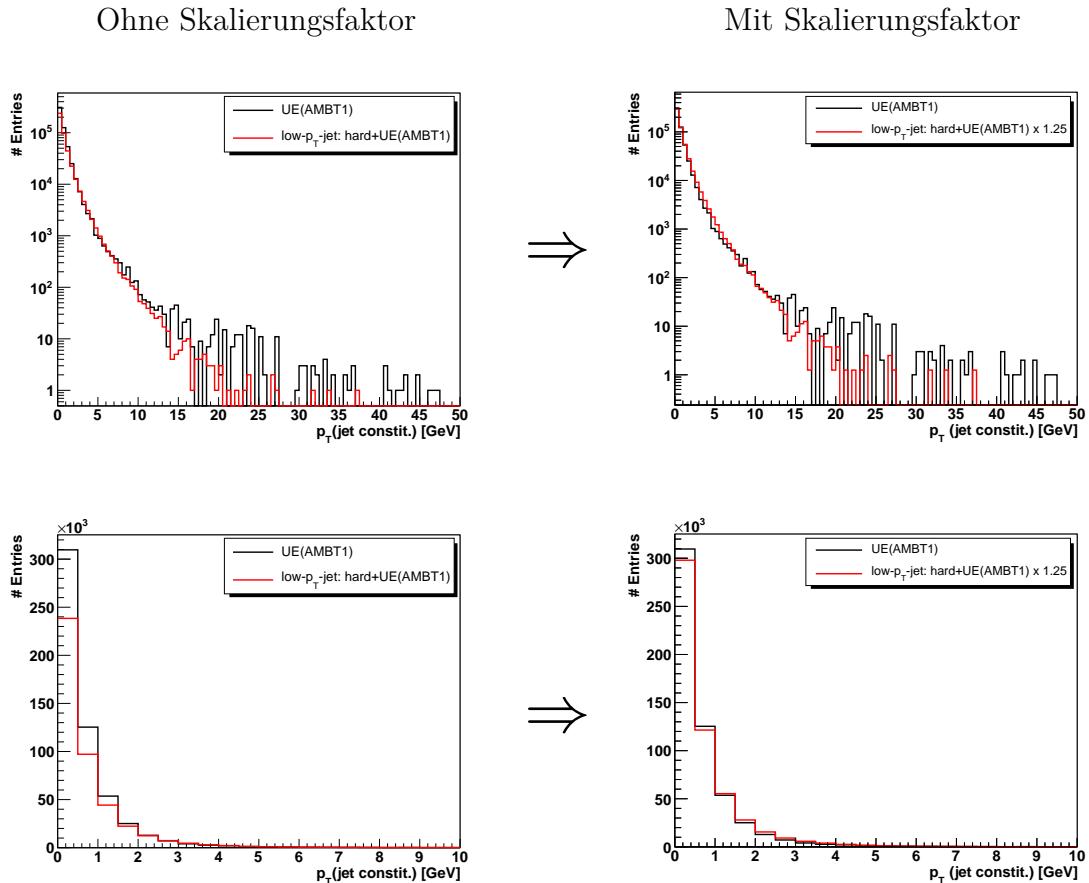 Ohne Skalierungsfaktor
Mit Skalierungsfaktor
# Entries
UE(AMBT1)
low-p_T-jet: hard+UE(AMBT1)
10^5
10^4
10^3
10^2
10
1
0 5 10 15 20 25 30 35 40 45 50
p_T(jet constit.) [GeV]
⇒
# Entries
UE(AMBT1)
low-p_T-jet: hard+UE(AMBT1) x 1.25
10^5
10^4
10^3
10^2
10
1
0 5 10 15 20 25 30 35 40 45 50
p_T (jet constit.) [GeV]
×10^3
# Entries
UE(AMBT1)
low-p_T-jet: hard+UE(AMBT1)
300
250
200
150
100
50
0
0 1 2 3 4 5 6 7 8 9 10
p_T(jet constit.) [GeV]
⇒
×10^3
# Entries
UE(AMBT1)
low-p_T-jet: hard+UE(AMBT1) x 1.25
300
250
200
150
100
50
0
0 1 2 3 4 5 6 7 8 9 10
p_T (jet constit.) [GeV]